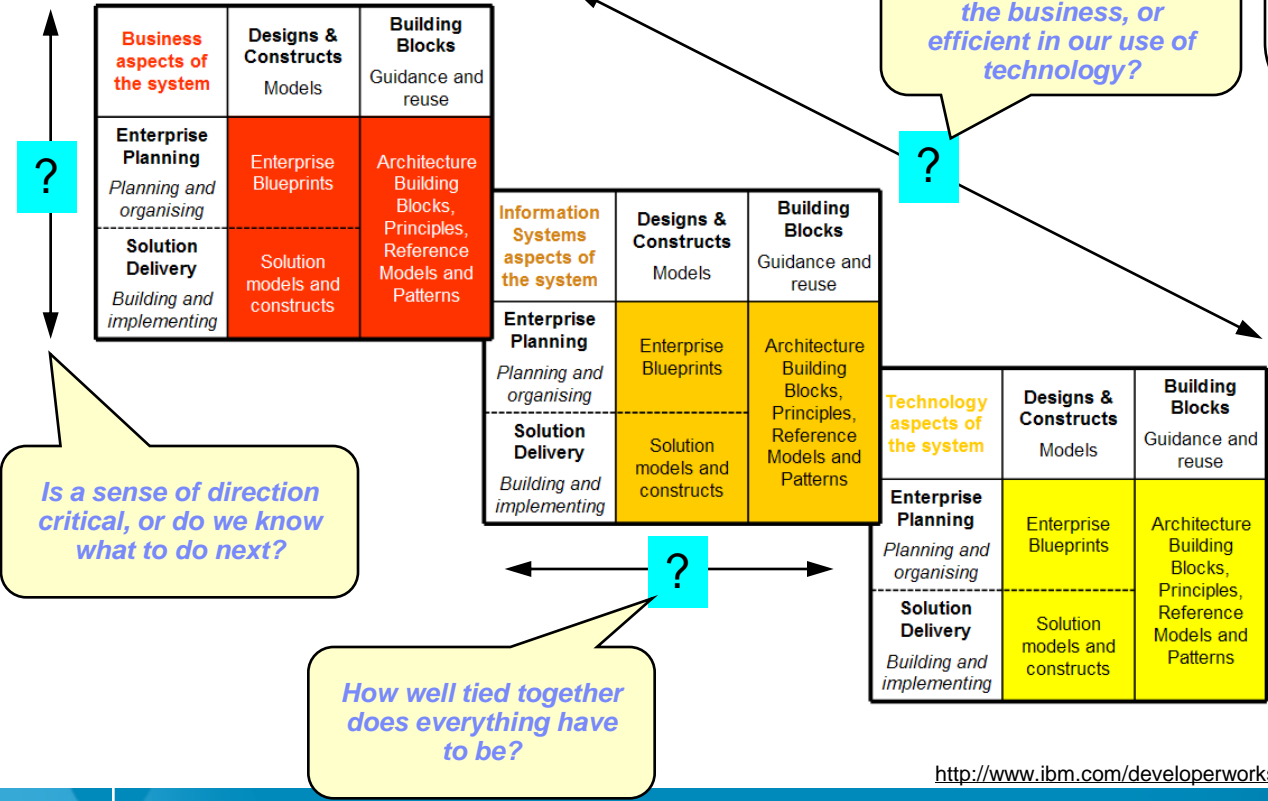 the business, or
efficient in our use of
technology?
?
Business
aspects of
the system
Designs &
Constructs
Models
Building
Blocks
Guidance and
reuse
Enterprise
Planning
Planning and
organising
Enterprise
Blueprints
Architecture
Building
Blocks,
Principles,
Reference
Models and
Patterns
Solution
Delivery
Building and
implementing
Solution
models and
constructs
?
Information
Systems
aspects of
the system
Designs &
Constructs
Models
Building
Blocks
Guidance and
reuse
Enterprise
Planning
Planning and
organising
Enterprise
Blueprints
Architecture
Building
Blocks,
Principles,
Reference
Models and
Patterns
Solution
Delivery
Building and
implementing
Solution
models and
constructs
?
Technology
aspects of
the system
Designs &
Constructs
Models
Building
Blocks
Guidance and
reuse
Enterprise
Planning
Planning and
organising
Enterprise
Blueprints
Architecture
Building
Blocks,
Principles,
Reference
Models and
Patterns
Solution
Delivery
Building and
implementing
Solution
models and
constructs
Is a sense of direction
critical, or do we know
what to do next?
How well tied together
does everything have
to be?
http://www.ibm.com/developerworks